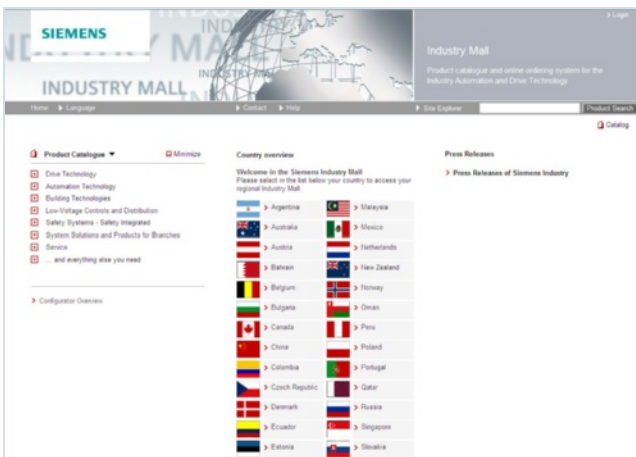 SIEMENS
INDUSTRY MALL
Login
Industry Mall
Product catalogue and online ordering system for the
Industry Automation and Drive Technology
Home
Language
Contact
Help
Site Explorer
Product Search
Catalog
Product Catalogue
Minimize
Drive Technology
Automation Technology
Building Technologies
Low-Voltage Controls and Distribution
Safety Systems - Safety Integrated
System Solutions and Products for Branches
Service
... and everything else you need
Configurator Overview
Country overview
Welcome in the Siemens Industry Mall
Please select in the list below your country to access your
regional Industry Mall.
Argentina
Malaysia
Australia
Mexico
Austria
Netherlands
Bahrain
New Zealand
Belgium
Norway
Bulgaria
Oman
Canada
Peru
China
Poland
Colombia
Portugal
Czech Republic
Qatar
Denmark
Russia
Ecuador
Singapore
Estonia
Slovakia
Press Releases
Press Releases of Siemens Industry